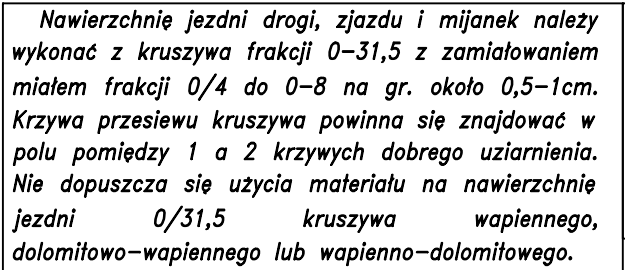 Nawierzchnię jezdni drogi, zjazdu i mijanek należy
wykonać z kruszywa frakcji 0-31,5 z zamiałowaniem
miałem frakcji 0/4 do 0-8 na gr. około 0,5-1cm.
Krzywa przesiewu kruszywa powinna się znajdować w
polu pomiędzy 1 a 2 krzywych dobrego uziarnienia.
Nie dopuszcza się użycia materiału na nawierzchnię
jezdni 0/31,5 kruszywa wapiennego,
dolomitowo-wapiennego lub wapienno-dolomitowego.